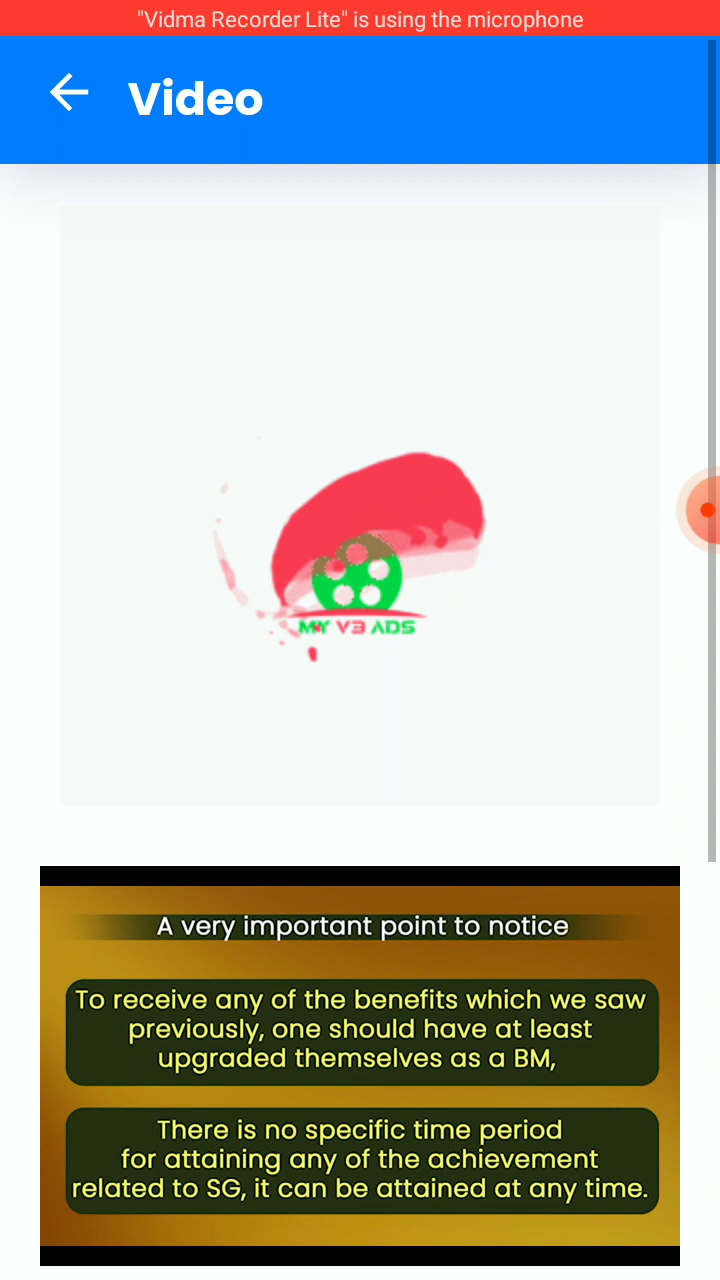 "Vidma Recorder Lite" is using the microphone
Video
MY V3 ADS
A very important point to notice
To receive any of the benefits which we saw
previously, one should have at least
upgraded themselves as a BM,
There is no specific time period
for attaining any of the achievement
related to SG, it can be attained at any time.